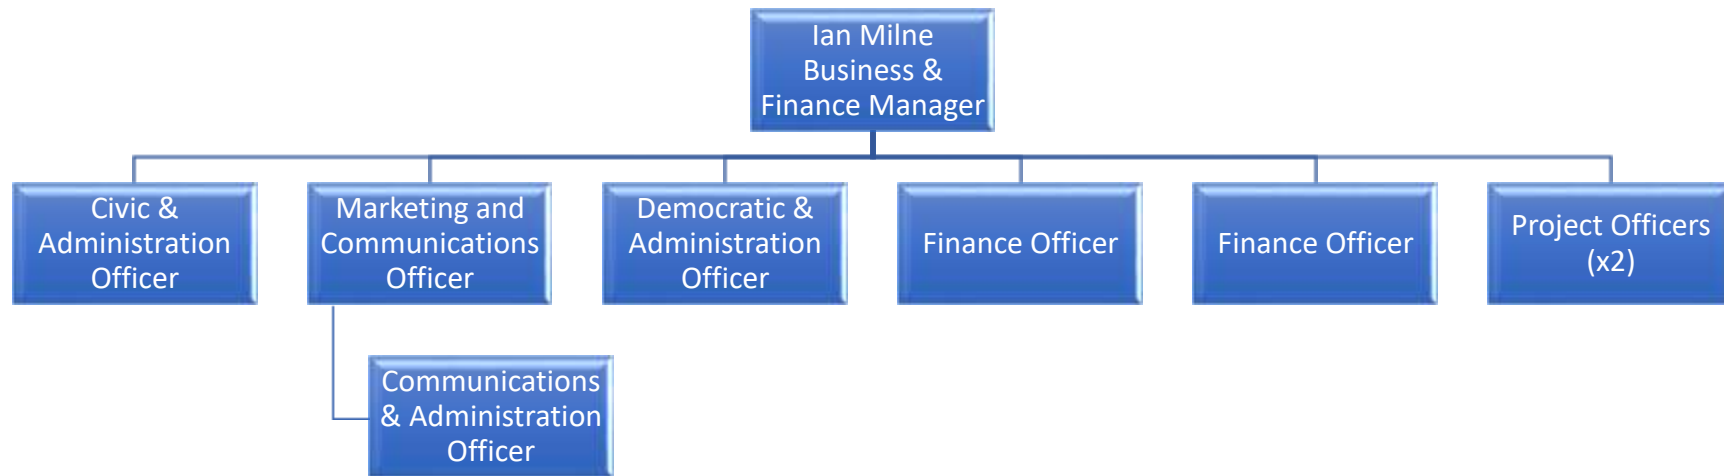 Ian Milne
Business &
Finance Manager
Civic &
Administration
Officer
Marketing and
Communications
Officer
Democratic &
Administration
Officer
Finance Officer
Finance Officer
Project Officers
(x2)
Communications
& Administration
Officer